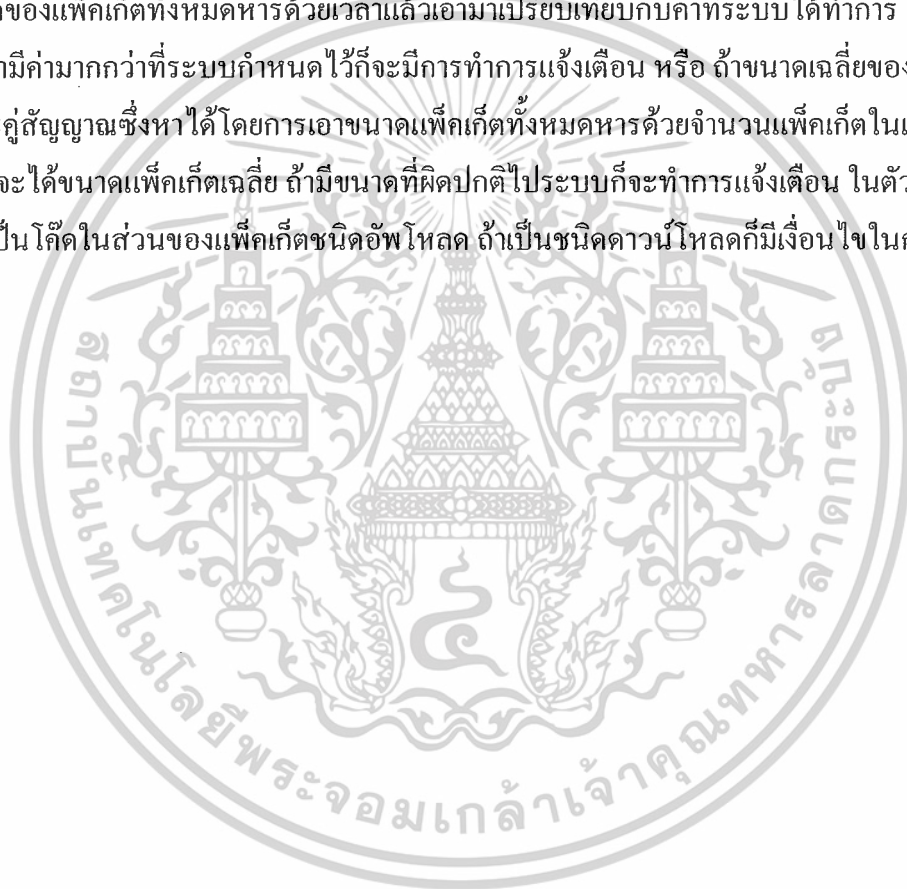 ของแพ็คเก็ตทั้งหมดหารด้วยเวลาแล้วเอามาเปรียบเทียบกับค่าที่ระบบได้ทำการ
มีค่ามากกว่าที่ระบบกำหนดไว้ก็จะมีการทำการแจ้งเตือน หรือ ถ้าขนาดเฉลี่ยของ
คู่สัญญาณซึ่งหาได้โดยการเอาขนาดแพ็คเก็ตทั้งหมดหารด้วยจำนวนแพ็คเก็ตใน
จะได้ขนาดแพ็คเก็ตเฉลี่ย ถ้ามีขนาดที่ผิดปกติไประบบก็จะทำการแจ้งเตือน ในตัว
ป็นโค๊ดในส่วนของแพ็คเก็ตชนิดอัพโหลด ถ้าเป็นชนิดดาวน์โหลดก็มีเงื่อนไขใน
สถาบันเทคโนโลยีพระจอมเกล้าเจ้าคุณทหารลาดกระบัง